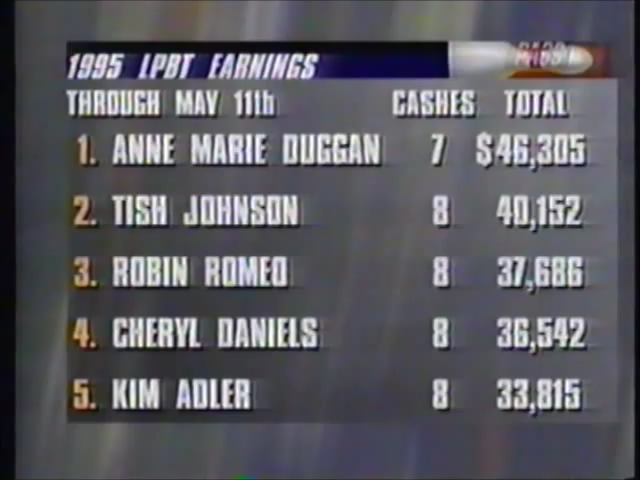 1995 LPBT EARNINGS
THROUGH MAY 11th CASHES TOTAL
1. ANNE MARIE DUGGAN 7 $46,305
2. TISH JOHNSON 8 40,152
3. ROBIN ROMEO 8 37,686
4. CHERYL DANIELS 8 36,542
5. KIM ADLER 8 33,815